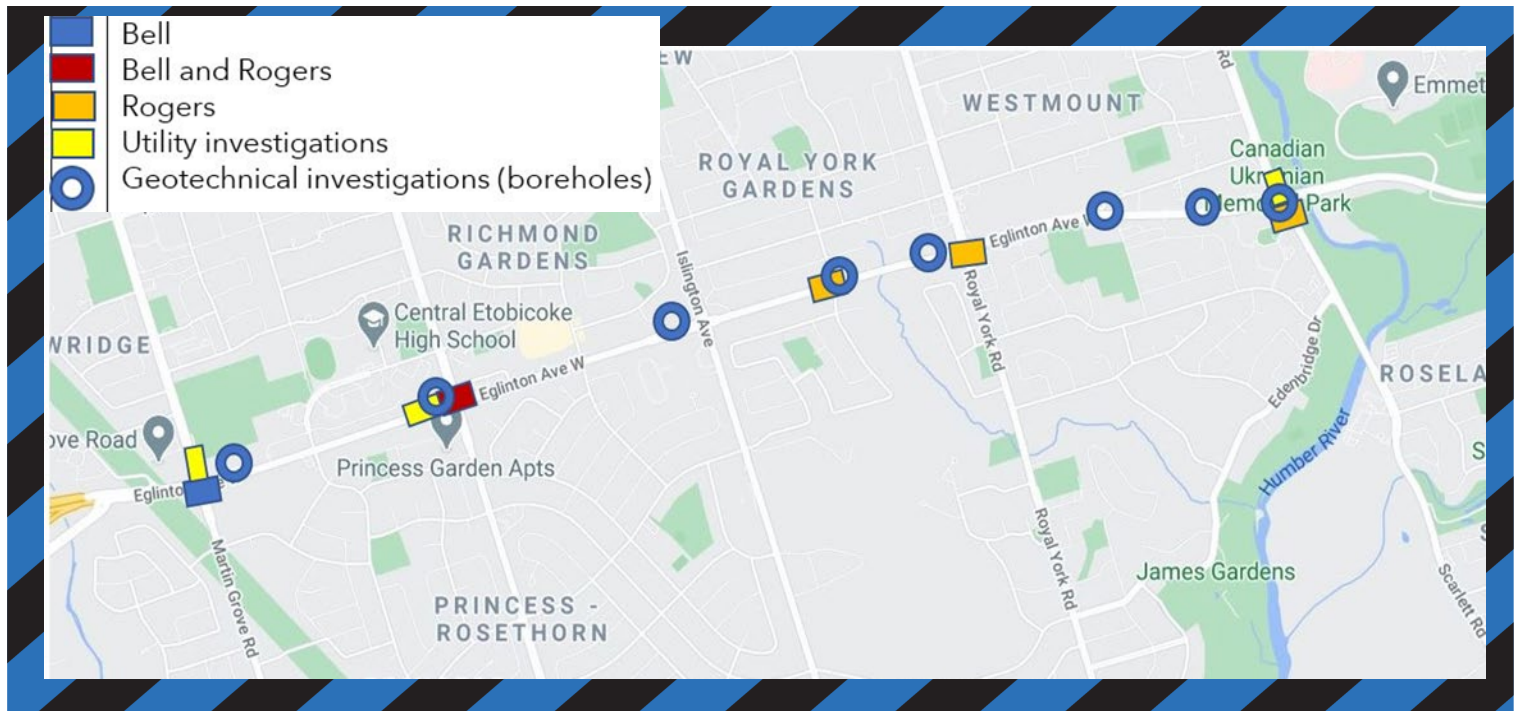 Bell
Bell and Rogers
Rogers
Utility investigations
Geotechnical investigations (boreholes)
EW
Rd
Emmet
WESTMOUNT
ROYAL YORK
GARDENS
Canadian
Ukrainian
Memorial Park
Eglinton Ave W
RICHMOND
GARDENS
Islington Ave
Central Etobicoke
High School
Royal York Rd
Edenbridge Dr
ROSELA
WRIDGE
Eglinton Ave W
ove Road
Princess Garden Apts
Humber River
S
Eglinto
Martin Grove Rd
Royal York Rd
James Gardens
Scarlett Rd
PRINCESS -
ROSETHORN